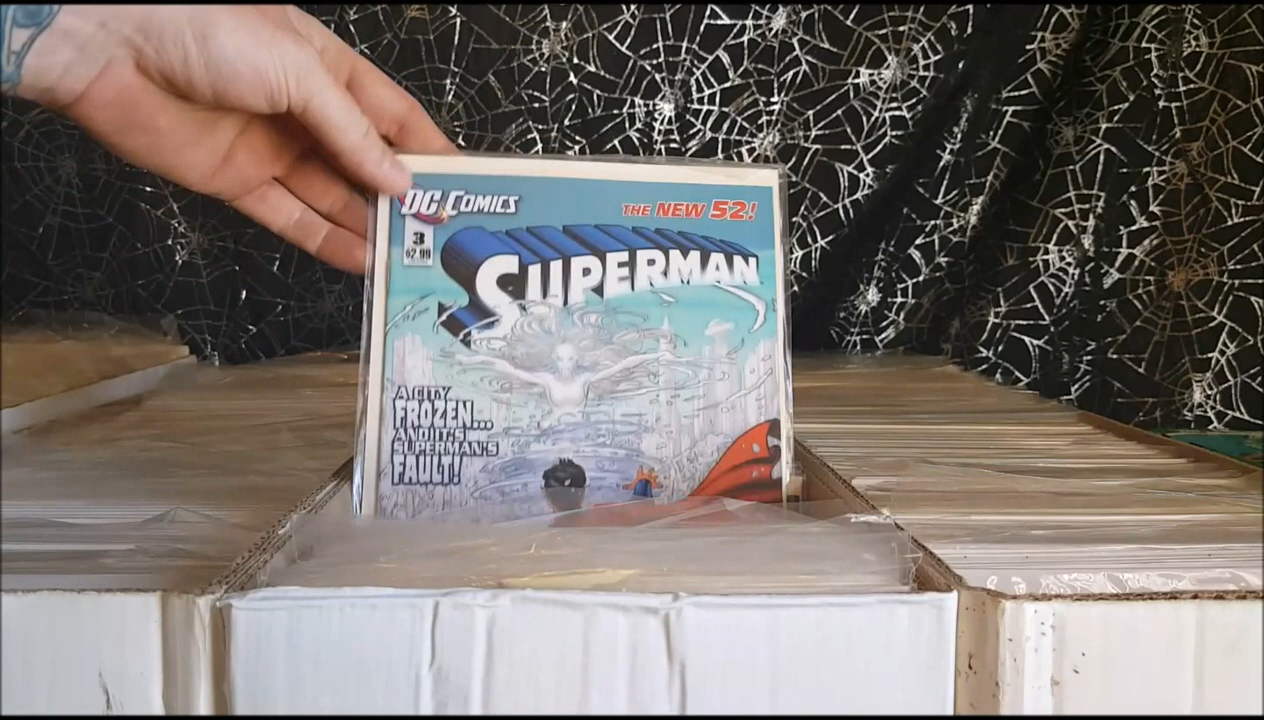 DC COMICS
THE NEW 52!
3
$2.99
SUPERMAN
A CITY
FROZEN...
AND IT'S
SUPERMAN'S
FAULT!